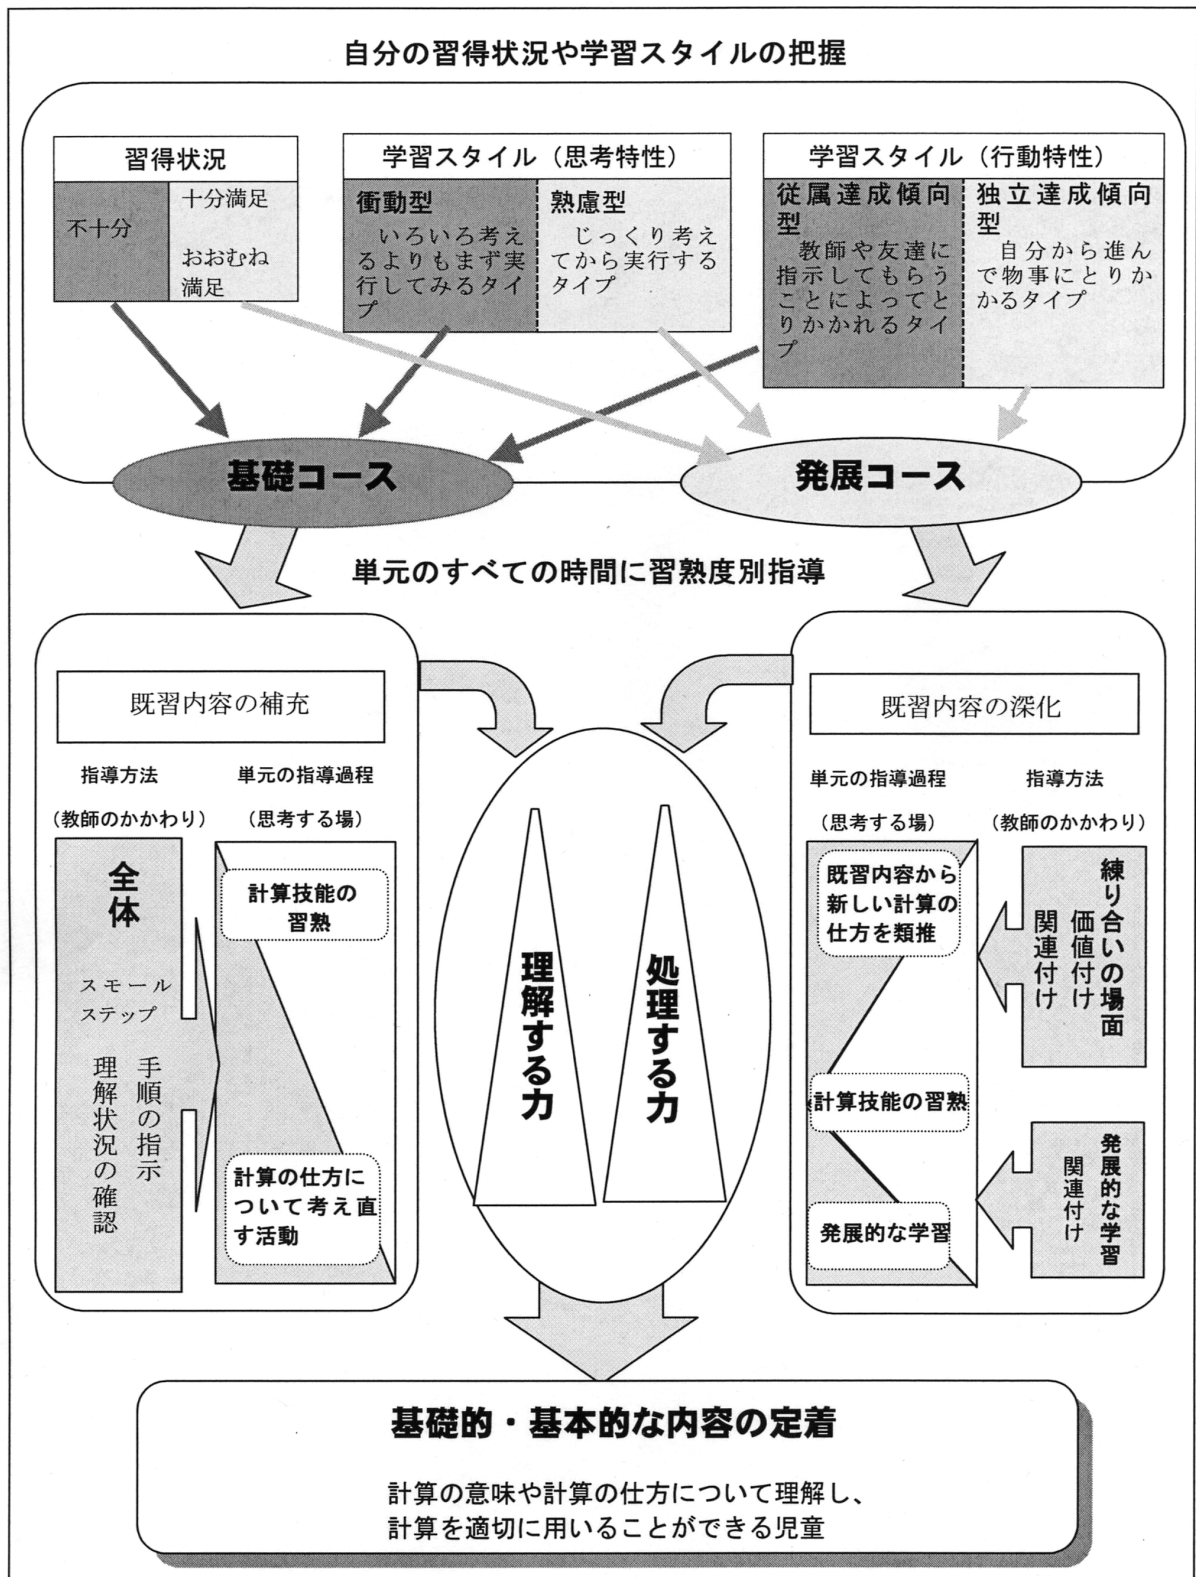 自分の習得状況や学習スタイルの把握
習得状況
不十分
十分満足
おおむね
満足
学習スタイル（思考特性）
衝動型
いろいろ考え
るよりもまず実
行してみるタイ
プ
熟慮型
じっくり考え
てから実行する
タイプ
学習スタイル（行動特性）
従属達成傾向
型
教師や友達に
指示してもらう
ことによってと
りかかれるタイ
プ
独立達成傾向
型
自分から進ん
で物事にとりか
かるタイプ
基礎コース
発展コース
単元のすべての時間に習熟度別指導
既習内容の補充
指導方法
（教師のかかわり）
単元の指導過程
（思考する場）
全体
スモール
ステップ
手順の指示
理解状況の確認
計算技能の
習熟
計算の仕方に
ついて考え直
す活動
理解する力
処理する力
既習内容の深化
単元の指導過程
（思考する場）
指導方法
（教師のかかわり）
既習内容から
新しい計算の
仕方を類推
計算技能の習熟
発展的な学習
練り合いの場面
価値付け
関連付け
発展的な学習
関連付け
基礎的・基本的な内容の定着
計算の意味や計算の仕方について理解し、
計算を適切に用いることができる児童